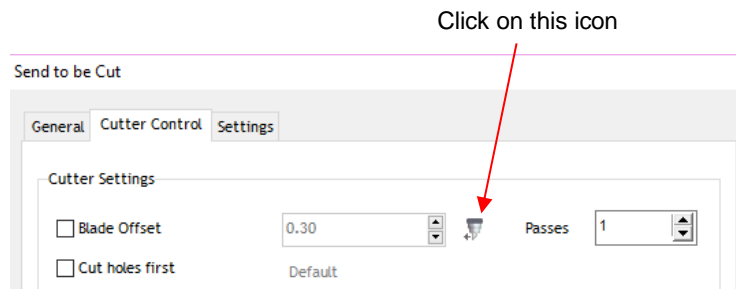 Click on this icon
Send to be Cut
General Cutter Control Settings
Cutter Settings
Blade Offset 0.30 Passes 1
Cut holes first Default